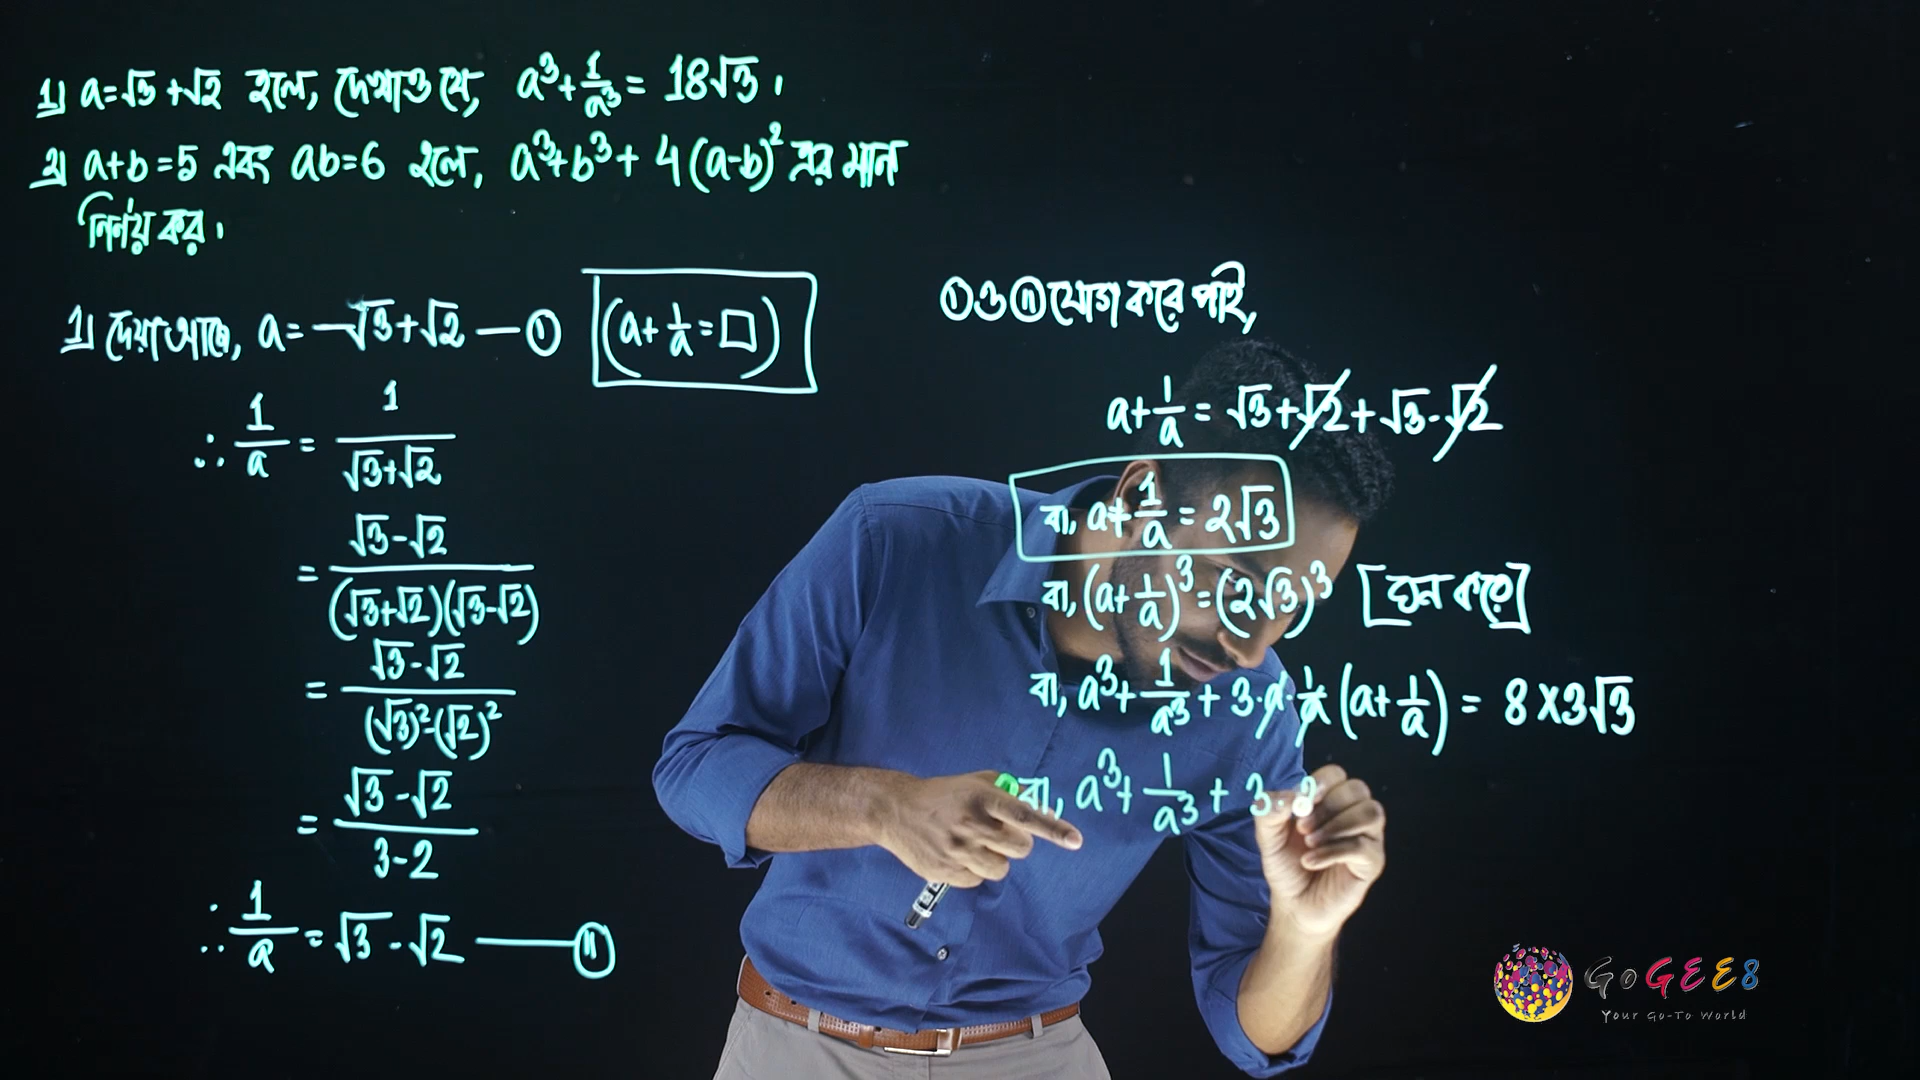 ১। a=√3+√2 হলে, দেখাও যে, a³+1/a³= 18√3।
২। a+b=5 এবং ab=6 হলে, a³+b³+ 4(a-b)² এর মান
নির্ণয় কর।
১। দেয়া আছে, a= √3+√2 — (i) (a+1/a=□)
∴ 1/a = 1/(√3+√2)
= (√3-√2)/((√3+√2)(√3-√2))
= (√3-√2)/((√3)²-(√2)²)
= (√3-√2)/(3-2)
∴ 1/a = √3-√2 — (ii)
(i) ও (ii) যোগ করে পাই,
a+1/a= √3+√2+√3-√2
বা, a+1/a = 2√3
বা, (a+1/a)³=(2√3)³ [ঘন করে]
বা, a³+1/a³+3·a·1/a(a+1/a) = 8×3√3
বা, a³+1/a³+ 3·2
GoGEE8
Your Go-To World